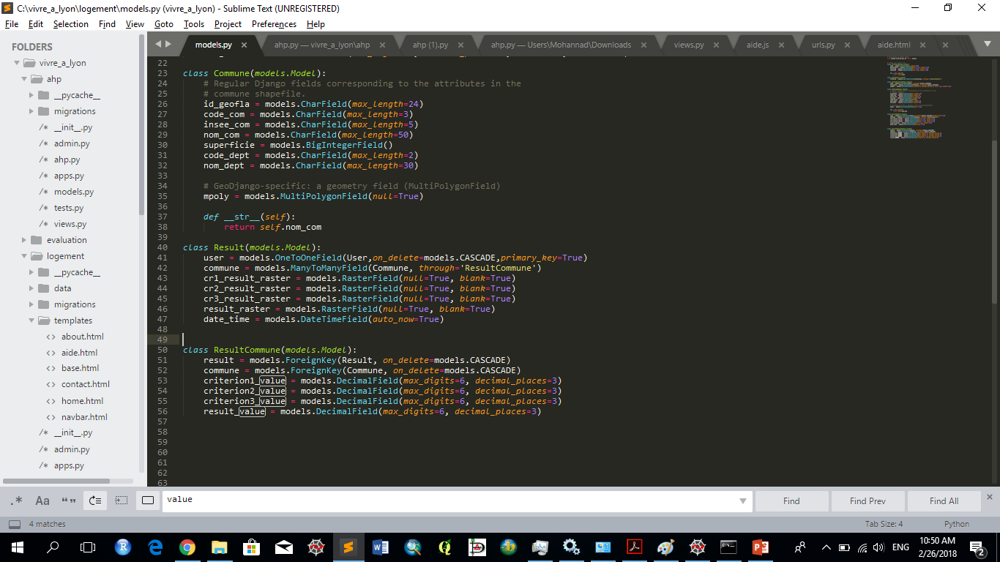 C:\vivre_a_lyon\logement\models.py (vivre_a_lyon) - Sublime Text (UNREGISTERED)
File Edit Selection Find View Goto Tools Project Preferences Help
FOLDERS
vivre_a_lyon
ahp
__pycache__
migrations
__init__.py
admin.py
ahp.py
apps.py
models.py
tests.py
views.py
evaluation
logement
__pycache__
data
migrations
templates
about.html
aide.html
base.html
contact.html
home.html
navbar.html
__init__.py
admin.py
apps.py
models.py ahp.py — vivre_a_lyon\ahp ahp (1).py ahp.py — Users\Mohannad\Downloads views.py aide.js urls.py aide.html
22
23 class Commune(models.Model):
24     # Regular Django fields corresponding to the attributes in the
25     # commune shapefile.
26     id_geofla = models.CharField(max_length=24)
27     code_com = models.CharField(max_length=3)
28     insee_com = models.CharField(max_length=5)
29     nom_com = models.CharField(max_length=50)
30     superficie = models.BigIntegerField()
31     code_dept = models.CharField(max_length=2)
32     nom_dept = models.CharField(max_length=30)
33
34     # GeoDjango-specific: a geometry field (MultiPolygonField)
35     mpoly = models.MultiPolygonField(null=True)
36
37     def __str__(self):
38         return self.nom_com
39
40 class Result(models.Model):
41     user = models.OneToOneField(User,on_delete=models.CASCADE,primary_key=True)
42     commune = models.ManyToManyField(Commune, through='ResultCommune')
43     cr1_result_raster = models.RasterField(null=True, blank=True)
44     cr2_result_raster = models.RasterField(null=True, blank=True)
45     cr3_result_raster = models.RasterField(null=True, blank=True)
46     result_raster = models.RasterField(null=True, blank=True)
47     date_time = models.DateTimeField(auto_now=True)
48
49
50 class ResultCommune(models.Model):
51     result = models.ForeignKey(Result, on_delete=models.CASCADE)
52     commune = models.ForeignKey(Commune, on_delete=models.CASCADE)
53     criterion1_value = models.DecimalField(max_digits=6, decimal_places=3)
54     criterion2_value = models.DecimalField(max_digits=6, decimal_places=3)
55     criterion3_value = models.DecimalField(max_digits=6, decimal_places=3)
56     result_value = models.DecimalField(max_digits=6, decimal_places=3)
57
58
59
60
61
62
63
.* Aa “” value Find Find Prev Find All
4 matches Tab Size: 4 Python
ENG 10:50 AM
2/26/2018 2